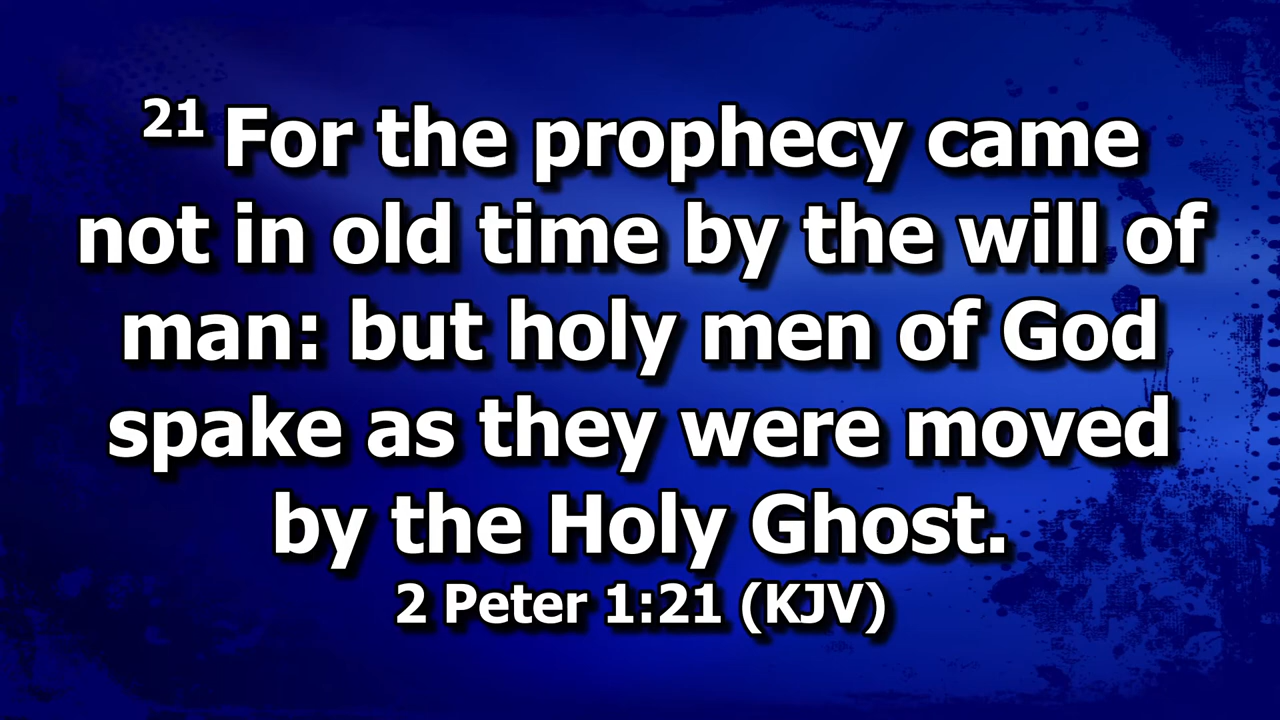 21 For the prophecy came
not in old time by the will of
man: but holy men of God
spake as they were moved
by the Holy Ghost.
2 Peter 1:21 (KJV)